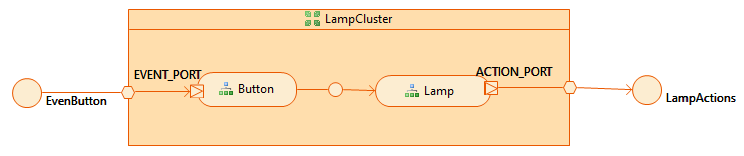 LampCluster
EVENT_PORT
ACTION_PORT
Button
Lamp
EvenButton
LampActions